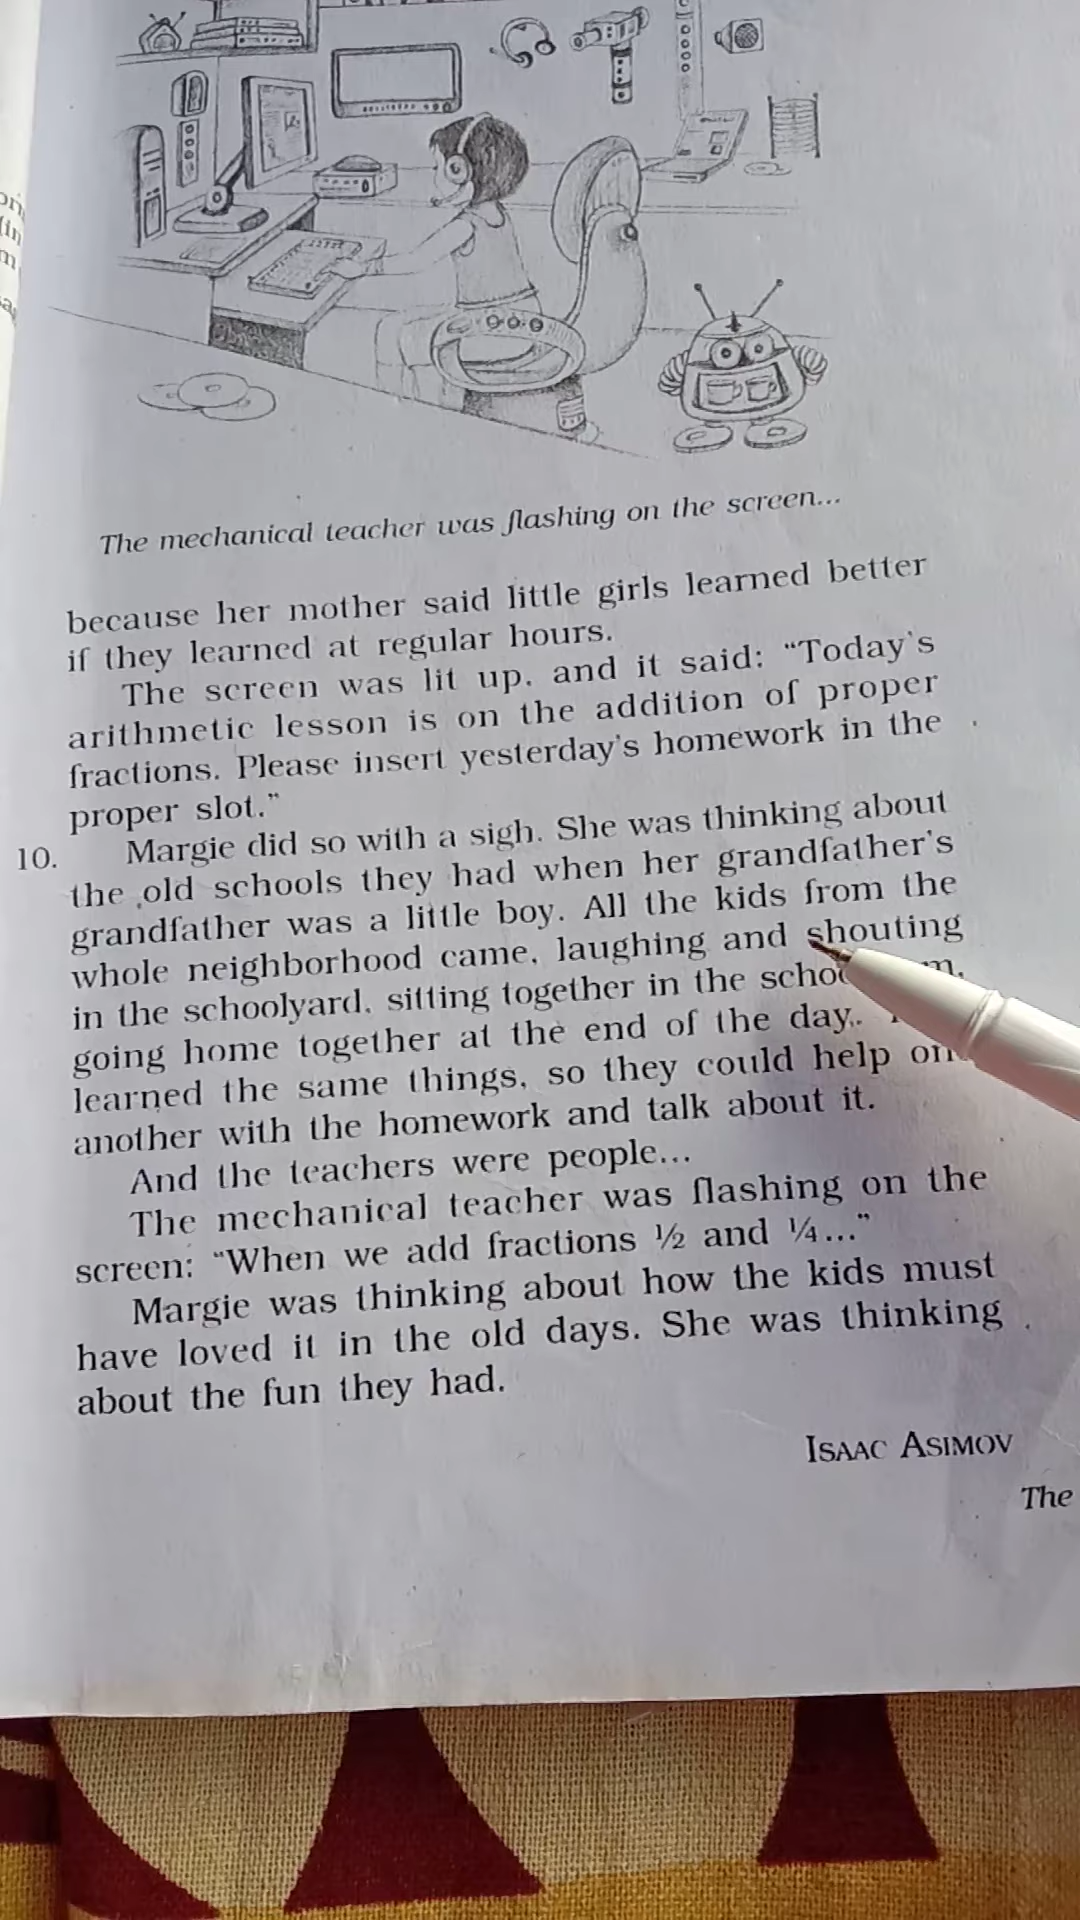 The mechanical teacher was flashing on the screen...
because her mother said little girls learned better
if they learned at regular hours.
The screen was lit up, and it said: “Today's
arithmetic lesson is on the addition of proper
fractions. Please insert yesterday's homework in the
proper slot.”
10. Margie did so with a sigh. She was thinking about
the old schools they had when her grandfather's
grandfather was a little boy. All the kids from the
whole neighborhood came, laughing and shouting
in the schoolyard, sitting together in the
going home together at the end of the day.
learned the same things, so they could help
another with the homework and talk about it.
And the teachers were people...
The mechanical teacher was flashing on the
screen: “When we add fractions ½ and ¼...”
Margie was thinking about how the kids must
have loved it in the old days. She was thinking
about the fun they had.
ISAAC ASIMOV
The